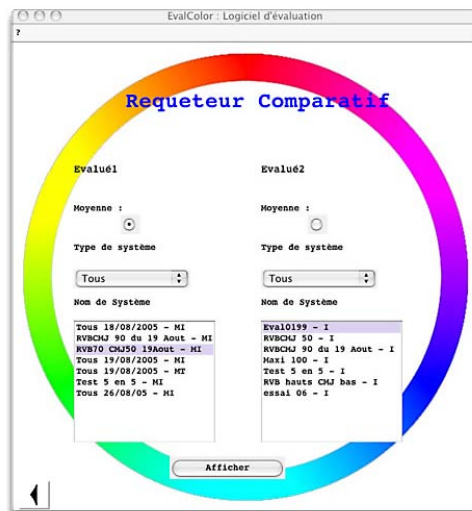 EvalColor : Logiciel d'évaluation
?
Requeteur Comparatif
Evalué1
Evalué2
Moyenne :
Moyenne :
Type de système
Type de système
Tous
Tous
Nom de Système
Nom de Système
Tous 18/08/2005 - MI
RVBCMJ 90 du 19 Aout - MI
RVB70 CMJ50 19Aout - MI
Tous 19/08/2005 - MI
Tous 19/08/2005 - MT
Test 5 en 5 - MI
Tous 26/08/05 - MI
Eval0199 - I
RVBCMJ 50 - I
RVBCMJ 90 du 19 Aout - I
Maxi 100 - I
Test 5 en 5 - I
RVB hauts CMJ bas - I
essai 06 - I
Afficher